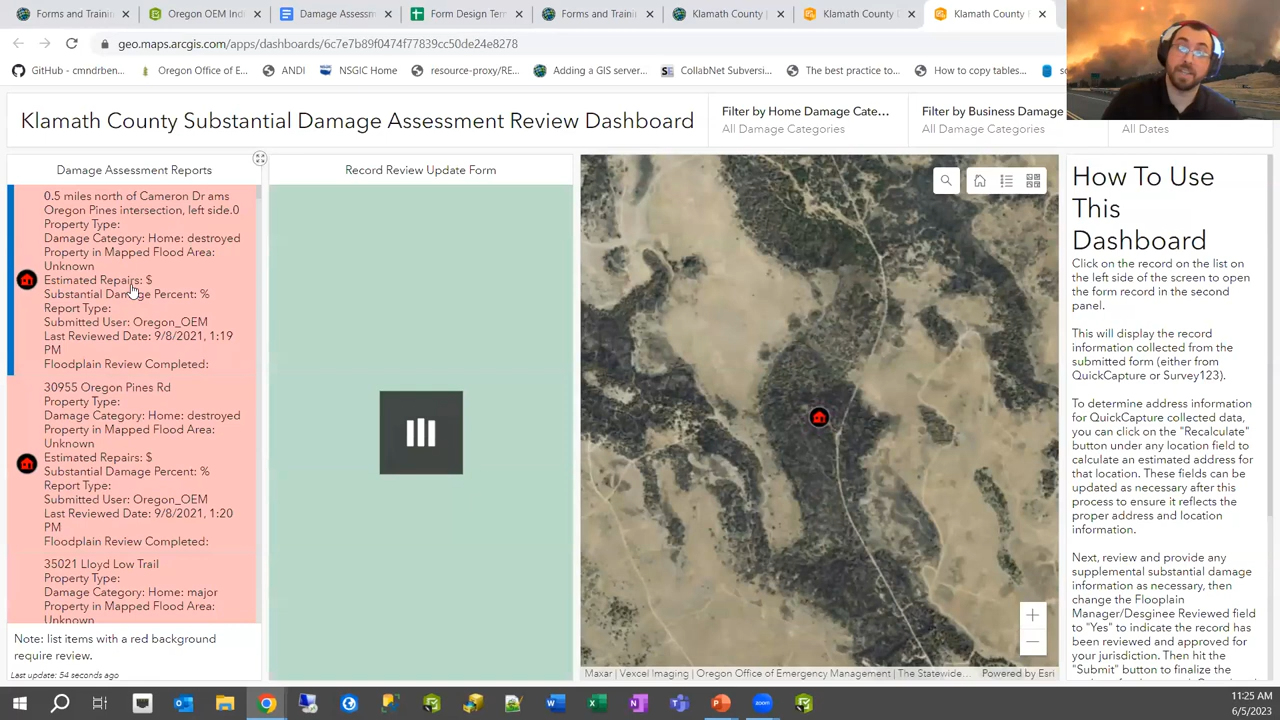 Forms and Trainin
Oregon OEM Indi
Damage Assessm
Form Design Tem
Forms and Trainin
Klamath County |
Klamath County D
Klamath County
geo.maps.arcgis.com/apps/dashboards/6c7e7b89f0474f77839cc50de24e8278
GitHub - cmndrben...
Oregon Office of E...
ANDI
NSGIC Home
resource-proxy/RE...
Adding a GIS server...
CollabNet Subversi...
The best practice to...
How to copy tables...
Klamath County Substantial Damage Assessment Review Dashboard
Filter by Home Damage Cate...
All Damage Categories
Filter by Business Damage
All Damage Categories
All Dates
Damage Assessment Reports
0.5 miles north of Cameron Dr ams
Oregon Pines intersection, left side.0
Property Type:
Damage Category: Home: destroyed
Property in Mapped Flood Area:
Unknown
Estimated Repairs: $
Substantial Damage Percent: %
Report Type:
Submitted User: Oregon_OEM
Last Reviewed Date: 9/8/2021, 1:19
PM
Floodplain Review Completed:
30955 Oregon Pines Rd
Property Type:
Damage Category: Home: destroyed
Property in Mapped Flood Area:
Unknown
Estimated Repairs: $
Substantial Damage Percent: %
Report Type:
Submitted User: Oregon_OEM
Last Reviewed Date: 9/8/2021, 1:20
PM
Floodplain Review Completed:
35021 Lloyd Low Trail
Property Type:
Damage Category: Home: major
Property in Mapped Flood Area:
Unknown
Note: list items with a red background
require review.
Last update: 54 seconds ago
Record Review Update Form
Maxar | Vexcel Imaging | Oregon Office of Emergency Management | The Statewide...
Powered by Esri
How To Use
This
Dashboard
Click on the record on the list on
the left side of the screen to open
the form record in the second
panel.
This will display the record
information collected from the
submitted form (either from
QuickCapture or Survey123).
To determine address information
for QuickCapture collected data,
you can click on the "Recalculate"
button under any location field to
calculate an estimated address for
that location. These fields can be
updated as necessary after this
process to ensure it reflects the
proper address and location
information.
Next, review and provide any
supplemental substantial damage
information as necessary, then
change the Flooplain
Manager/Desginee Reviewed field
to "Yes" to indicate the record has
been reviewed and approved for
your jurisdiction. Then hit the
"Submit" button to finalize the
11:25 AM
6/5/2023